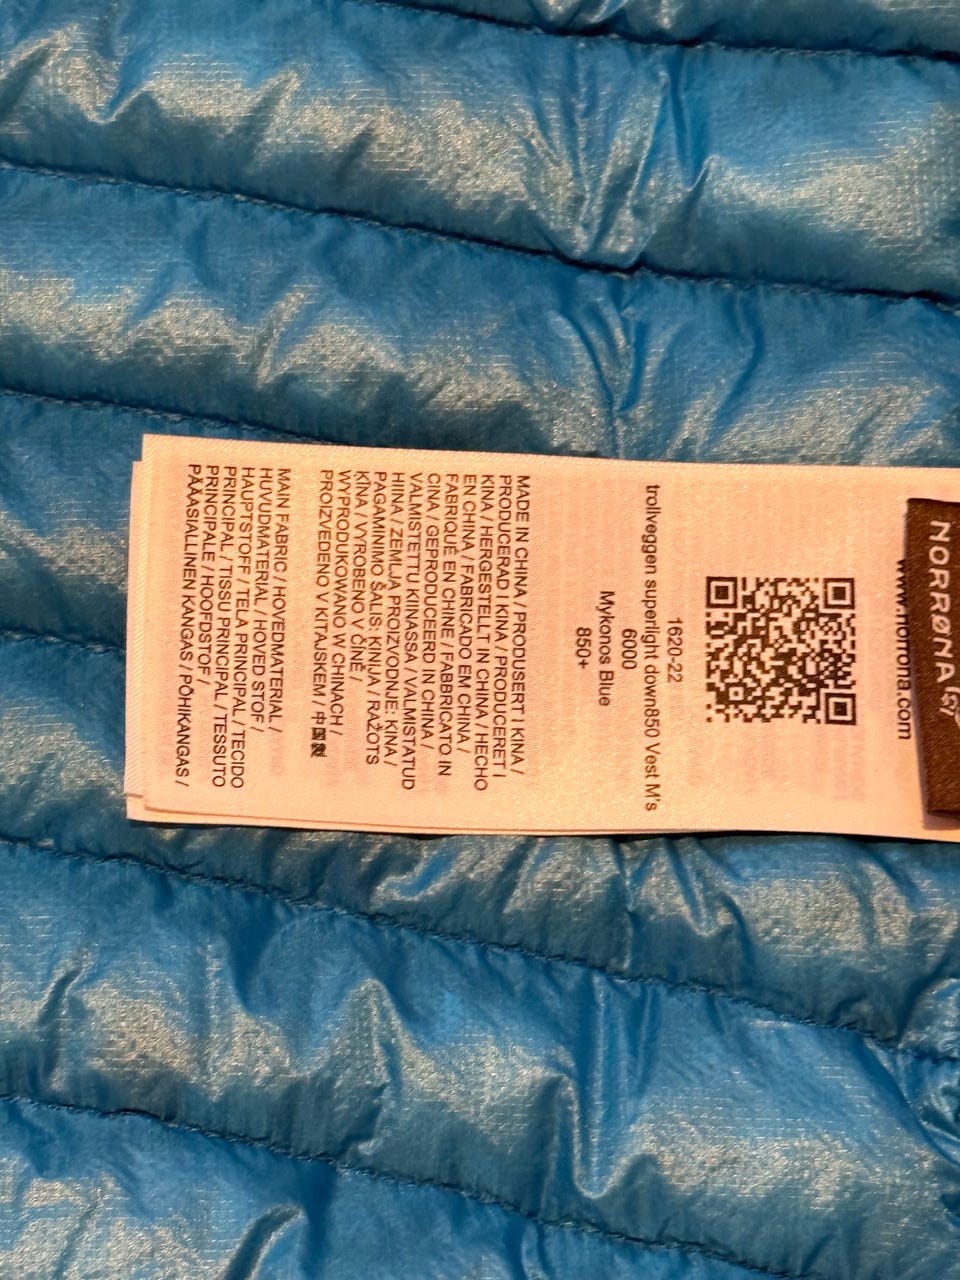 NORRØNA
www.norrona.com
1620-22
trollveggen superlight down850 Vest M's
6000
Mykonos Blue
850+
MADE IN CHINA / PRODUSERT I KINA /
PRODUCERAD I KINA / PRODUCERET I
KINA / HERGESTELLT IN CHINA / HECHO
EN CHINA / FABRICADO EM CHINA /
FABRIQUÉ EN CHINE / FABBRICATO IN
CINA / GEPRODUCEERD IN CHINA /
VALMISTETTU KIINASSA / VALMISTATUD
HIINA / ZEMLJA PROIZVODNJE: KINA /
PAGAMINIMO ŠALIS: KINIJA / RAŽOTS
ĶĪNA / VYROBENO V ČÍNĚ /
WYPRODUKOWANO W CHINACH /
PROIZVEDENO V KITAJSKEM / 中国制
MAIN FABRIC / HOVEDMATERIAL /
HUVUDMATERIAL / HOVED STOF /
HAUPTSTOFF / TELA PRINCIPAL / TECIDO
PRINCIPAL / TISSU PRINCIPAL / TESSUTO
PRINCIPALE / HOOFDSTOF /
PÄÄASIALLINEN KANGAS / PÕHIKANGAS /